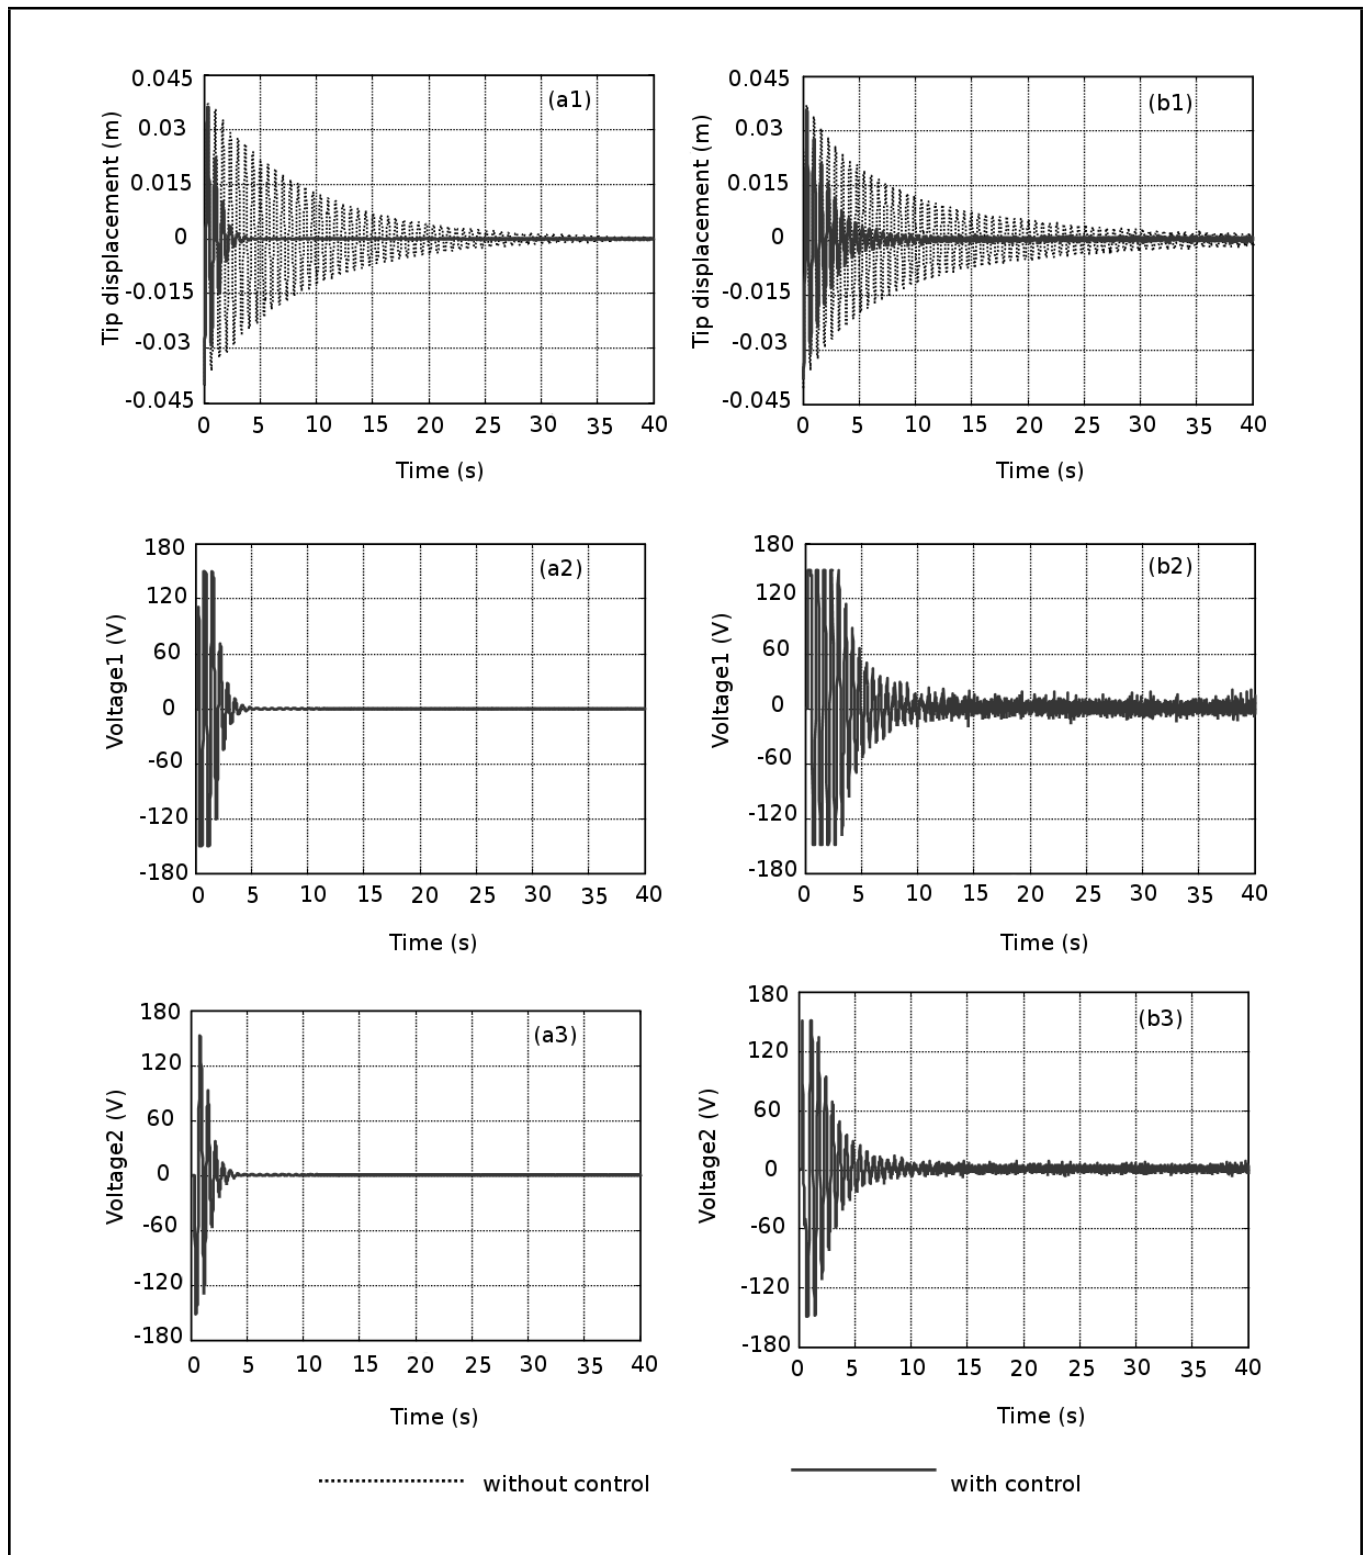 (a1)
Tip displacement (m)
0.045
0.03
0.015
0
-0.015
-0.03
-0.045
0 5 10 15 20 25 30 35 40
Time (s)
(b1)
Tip displacement (m)
0.045
0.03
0.015
0
-0.015
-0.03
-0.045
0 5 10 15 20 25 30 35 40
Time (s)
(a2)
Voltage1 (V)
180
120
60
0
-60
-120
-180
0 5 10 15 20 25 30 35 40
Time (s)
(b2)
Voltage1 (V)
180
120
60
0
-60
-120
-180
0 5 10 15 20 25 30 35 40
Time (s)
(a3)
Voltage2 (V)
180
120
60
0
-60
-120
-180
0 5 10 15 20 25 30 35 40
Time (s)
(b3)
Voltage2 (V)
180
120
60
0
-60
-120
-180
0 5 10 15 20 25 30 35 40
Time (s)
without control
with control